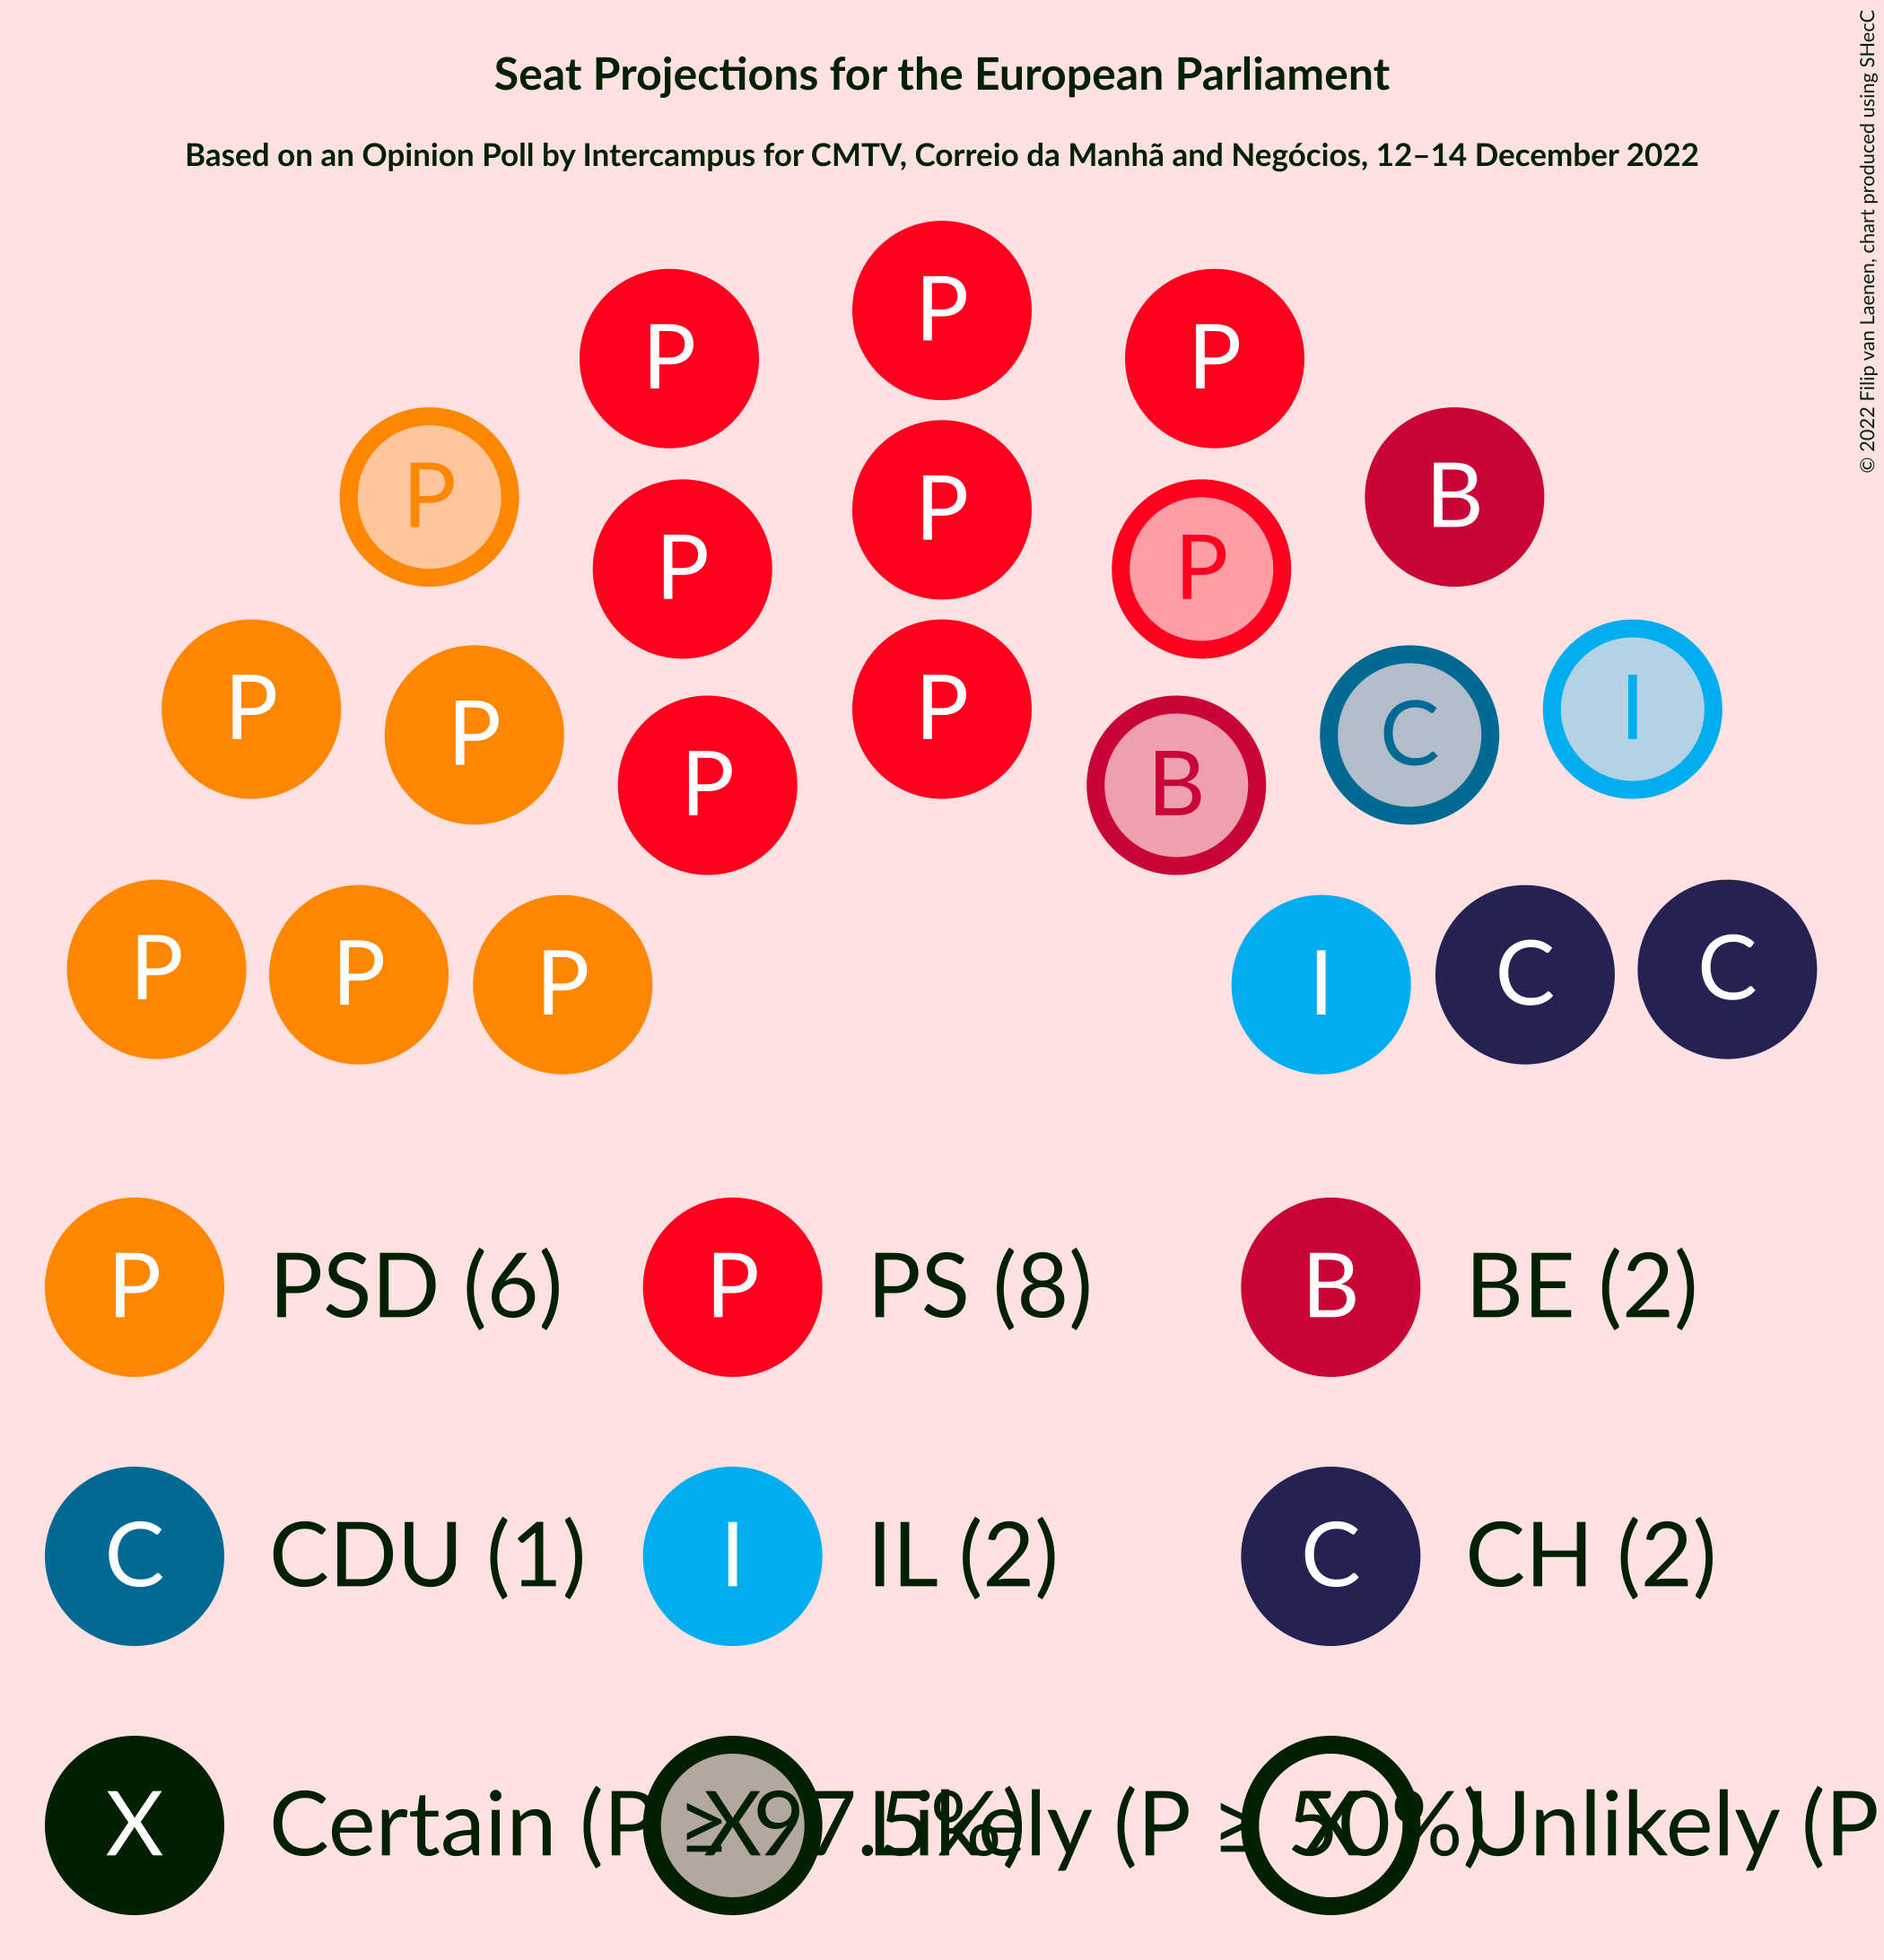 Seat Projections for the European Parliament
Based on an Opinion Poll by Intercampus for CMTV, Correio da Manhã and Negócios, 12–14 December 2022
© 2022 Filip van Laenen, chart produced using SHecC
P
P P
P P B
P P P
P P I
P P C
P B
P P P I C C
P PSD (6) P PS (8) B BE (2)
C CDU (1) I IL (2) C CH (2)
X Certain (P ≥ 97.5%) X Likely (P ≥ 50%) X Unlikely (P